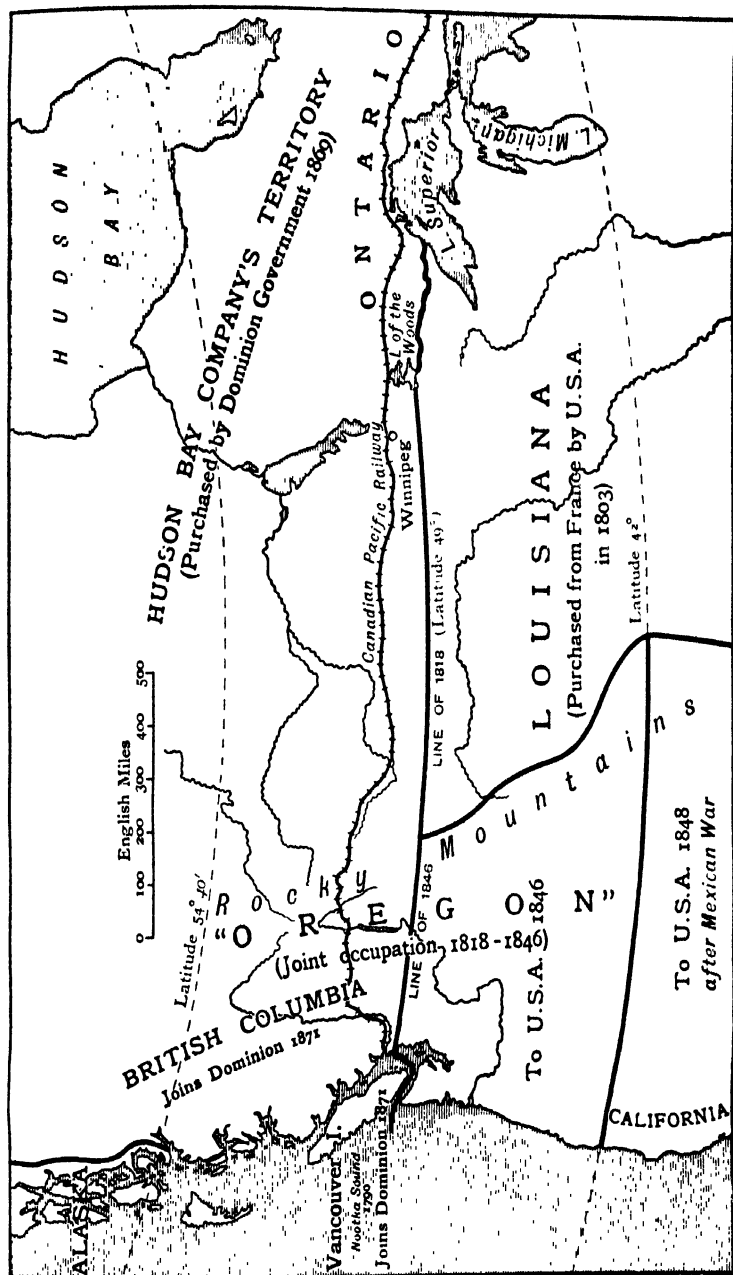 HUDSON
BAY
HUDSON BAY COMPANY'S TERRITORY
(Purchased by Dominion Government 1869)
ONTARIO
English Miles
0 100 200 300 400 500
Latitude 54° 40'
ALASKA
BRITISH COLUMBIA
Joins Dominion 1871
Rocky
Mountains
Canadian Pacific Railway
Winnipeg
L. of the
Woods
L. Superior
L. Michigan
Vancouver I.
Nootka Sound
1790
Joins Dominion 1871
"OREGON"
(Joint occupation 1818-1846)
LINE OF 1846
LINE OF 1818 (Latitude 49°)
To U.S.A. 1846
LOUISIANA
(Purchased from France by U.S.A.
in 1803)
Latitude 42°
CALIFORNIA
To U.S.A. 1848
after Mexican War